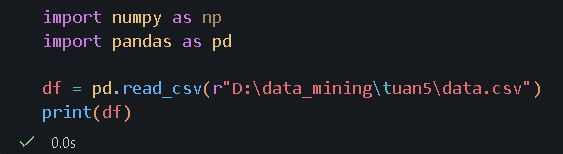 import numpy as np
import pandas as pd
df = pd.read_csv(r"D:\data_mining\tuan5\data.csv")
print(df)
0.0s